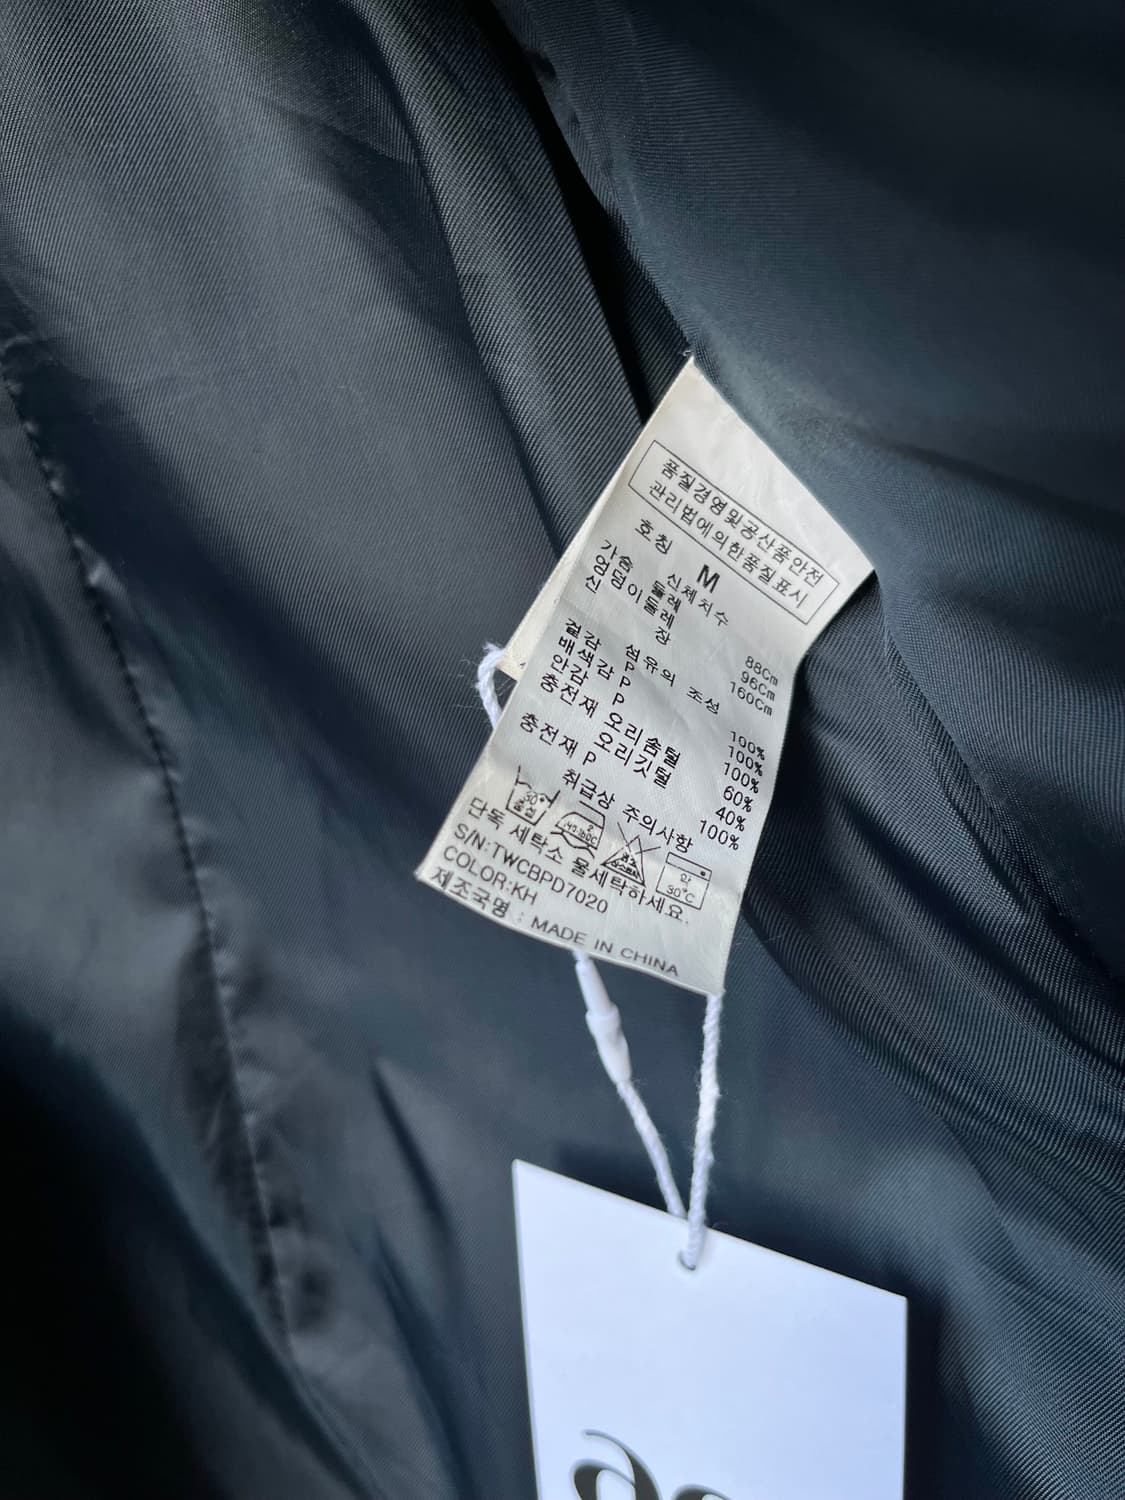 품질경영및공산품안전
관리법에의한품질표시
호칭 M
신체치수
가슴 둘레 88Cm
엉덩이둘레 96Cm
신 장 160Cm
섬유의 조성
겉감 P 100%
배색감 P 100%
안감 P 100%
충전재 오리솜털 60%
오리깃털 40%
충전재 P 100%
취급상 주의사항
약
30°C
단독 세탁소 물세탁하세요.
S/N:TWCBPD7020
COLOR:KH
제조국명 : MADE IN CHINA